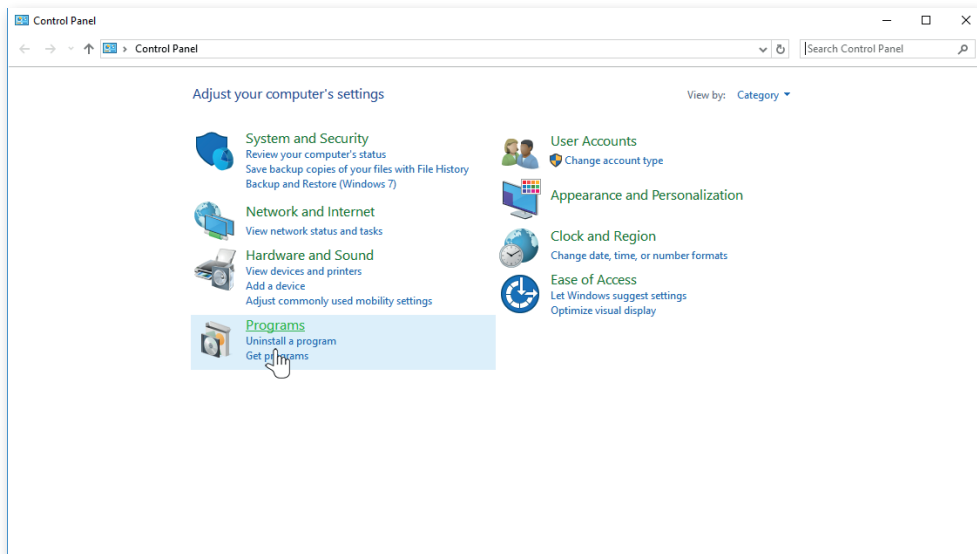 Control Panel
Control Panel
Search Control Panel
Adjust your computer's settings
View by: Category
System and Security
Review your computer's status
Save backup copies of your files with File History
Backup and Restore (Windows 7)
Network and Internet
View network status and tasks
Hardware and Sound
View devices and printers
Add a device
Adjust commonly used mobility settings
Programs
Uninstall a program
Get programs
User Accounts
Change account type
Appearance and Personalization
Clock and Region
Change date, time, or number formats
Ease of Access
Let Windows suggest settings
Optimize visual display